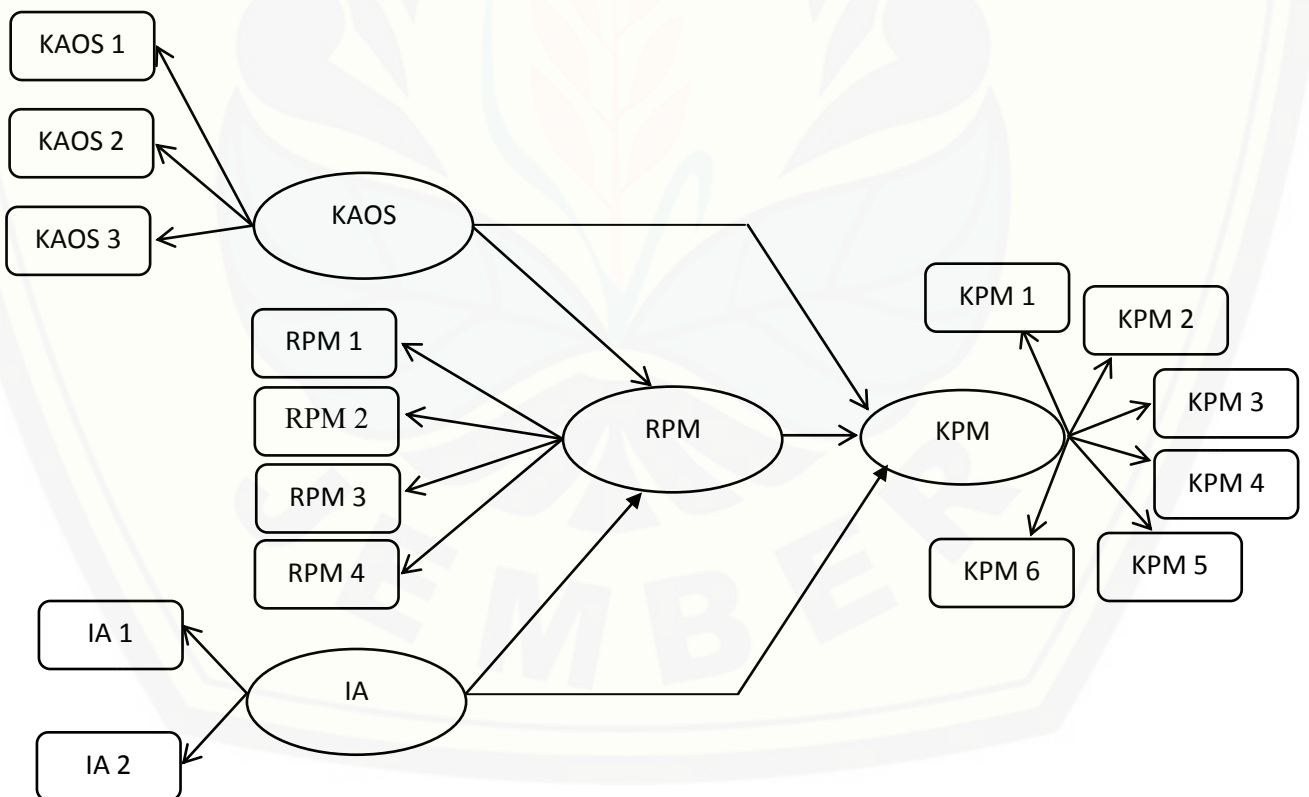 KAOS 1
KAOS 2
KAOS 3
KAOS
RPM 1
RPM 2
RPM 3
RPM 4
RPM
KPM
KPM 1
KPM 2
KPM 3
KPM 4
KPM 5
KPM 6
IA 1
IA 2
IA
JEMBER